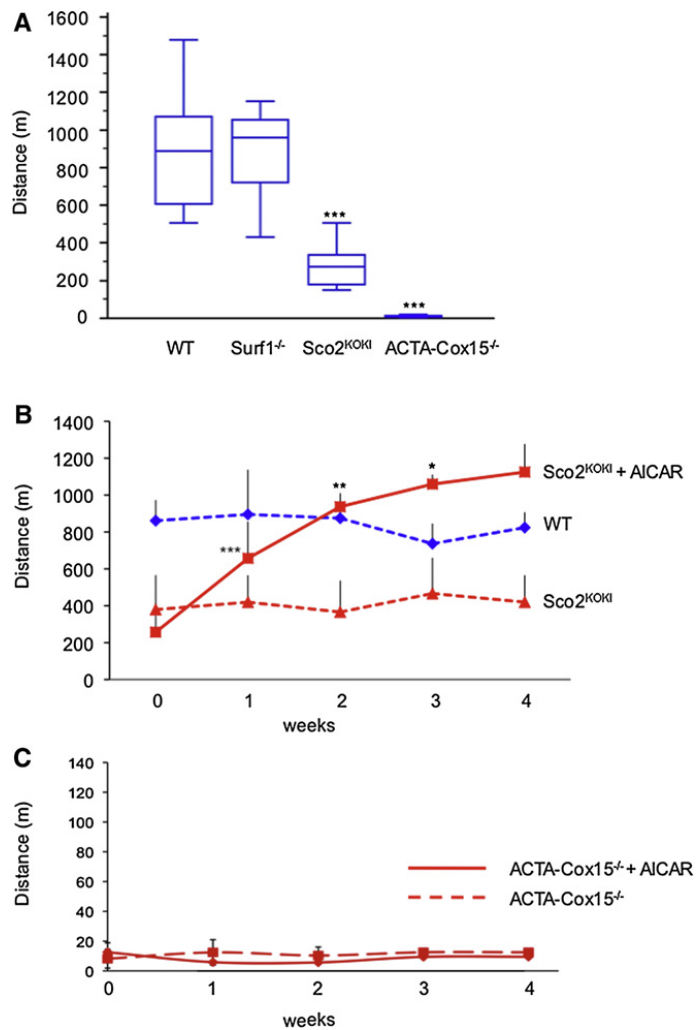 A
Distance (m)
1600
1400
1200
1000
800
600
400
200
0
***
***
WT Surf1-/- Sco2KOKI ACTA-Cox15-/-
B
Distance (m)
1400
1200
1000
800
600
400
200
0
***
**
*
Sco2KOKI + AICAR
WT
Sco2KOKI
0 1 2 3 4
weeks
C
Distance (m)
140
120
100
80
60
40
20
0
ACTA-Cox15-/- + AICAR
ACTA-Cox15-/-
0 1 2 3 4
weeks